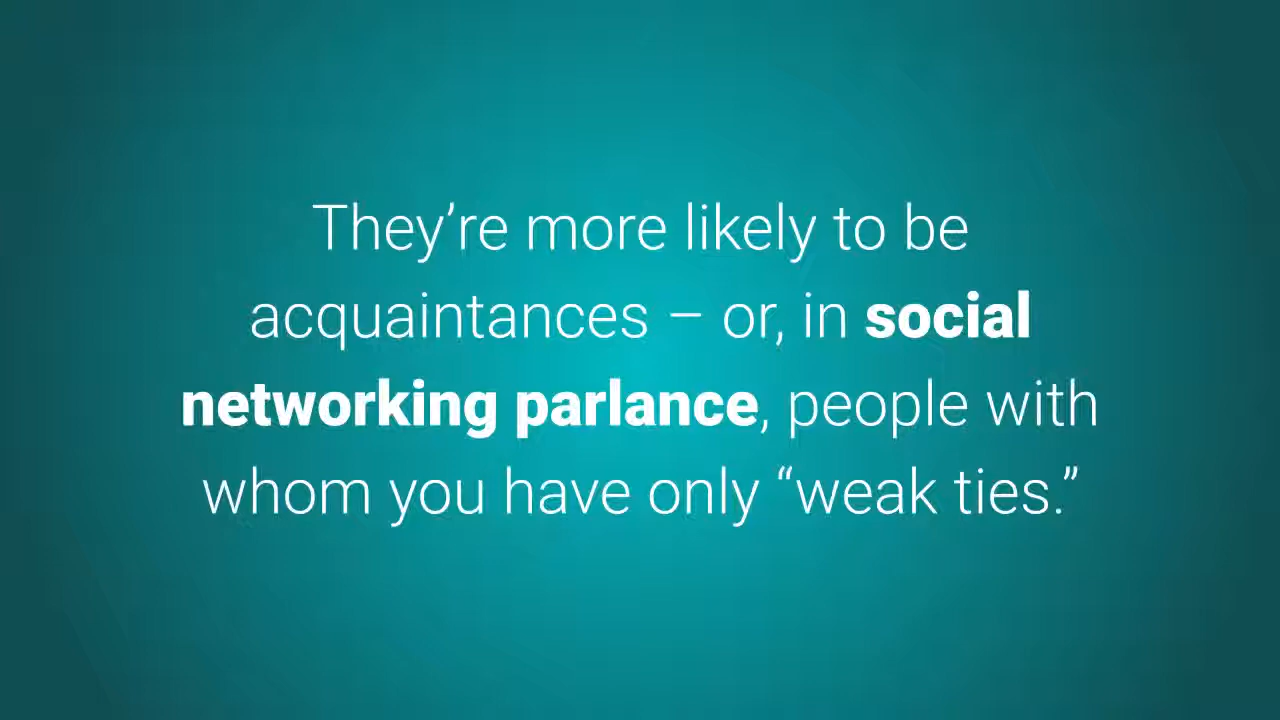 They’re more likely to be
acquaintances – or, in social
networking parlance, people with
whom you have only “weak ties.”